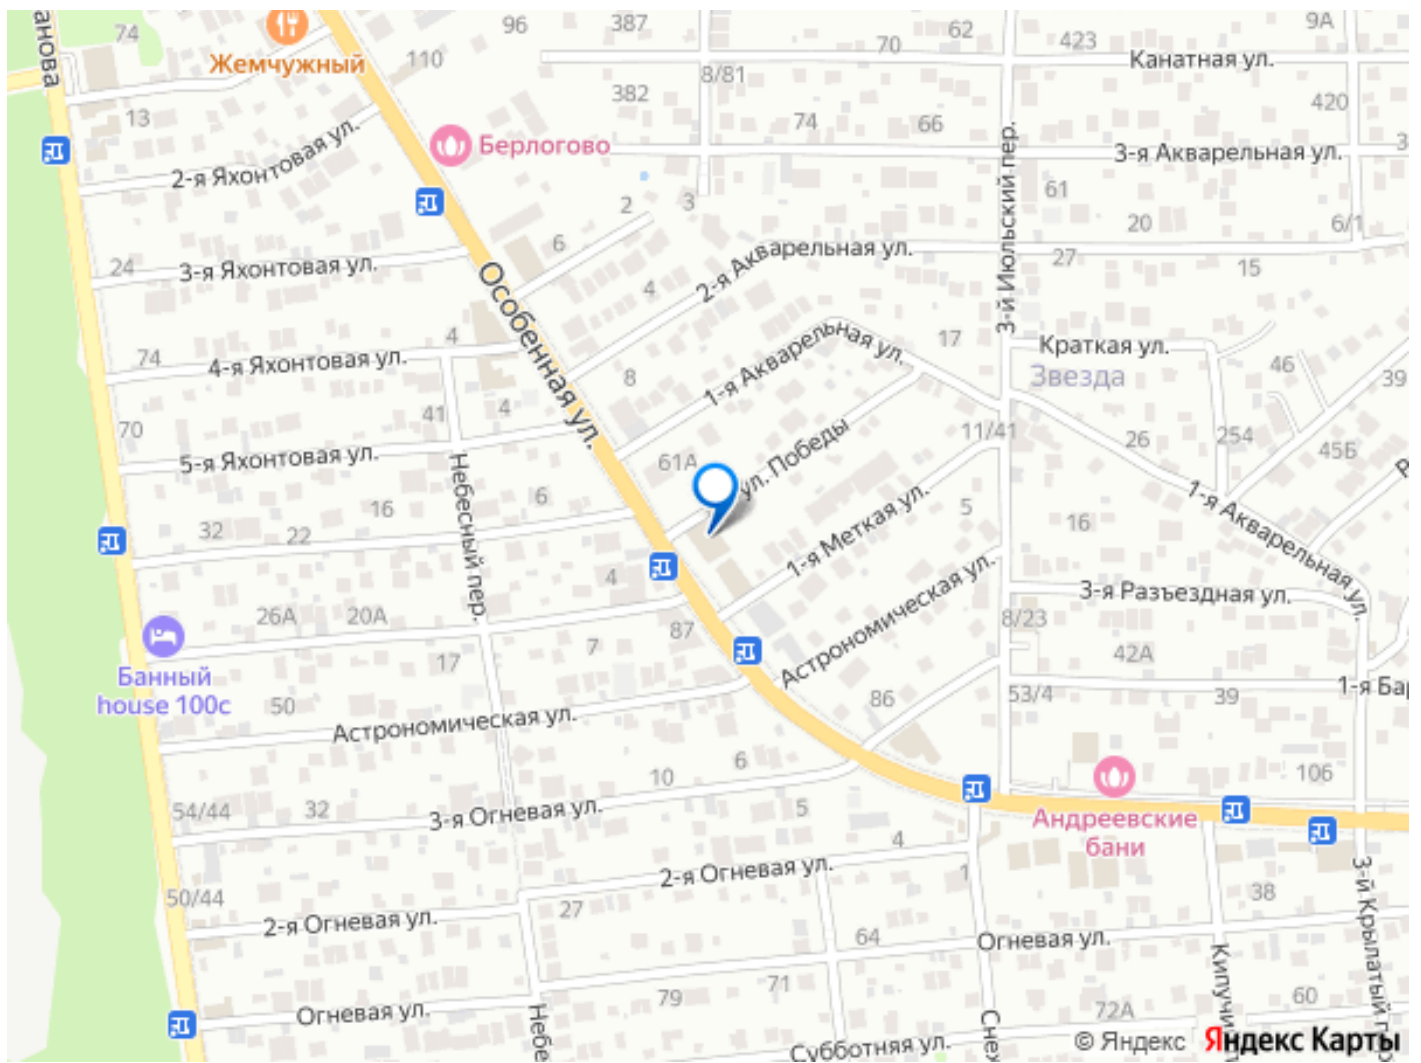 анова
74
Жемчужный
110
96
387
8/81
382
70
62
423
9А
Канатная ул.
420
13
2-я Яхонтовая ул.
Берлогово
74
66
3-я Акварельная ул.
3
2
3
61
20
6/1
3-й Июльский пер.
24
3-я Яхонтовая ул.
6
Особенная ул.
4
2-я Акварельная ул.
27
15
74
4-я Яхонтовая ул.
4
8
1-я Акварельная ул.
17
Краткая ул.
Звезда
46
39
70
41
4
5-я Яхонтовая ул.
61А
ул. Победы
11/41
26
254
45Б
Небесный пер.
16
6
32
22
1-я Меткая ул.
5
16
1-я Акварельная ул.
4
26А
20А
Астрономическая ул.
3-я Разъездная ул.
8/23
7
87
42А
Банный
house 100с
17
50
86
53/4
39
1-я Бар
Астрономическая ул.
6
10
106
54/44
32
3-я Огневая ул.
5
4
Андреевские
бани
2-я Огневая ул.
1
50/44
38
3-й Крылатый п
2-я Огневая ул.
27
64
Огневая ул.
Кипучи
Огневая ул.
79
71
72А
60
Небе
Снеж
Субботняя ул.
© Яндекс Яндекс Карты